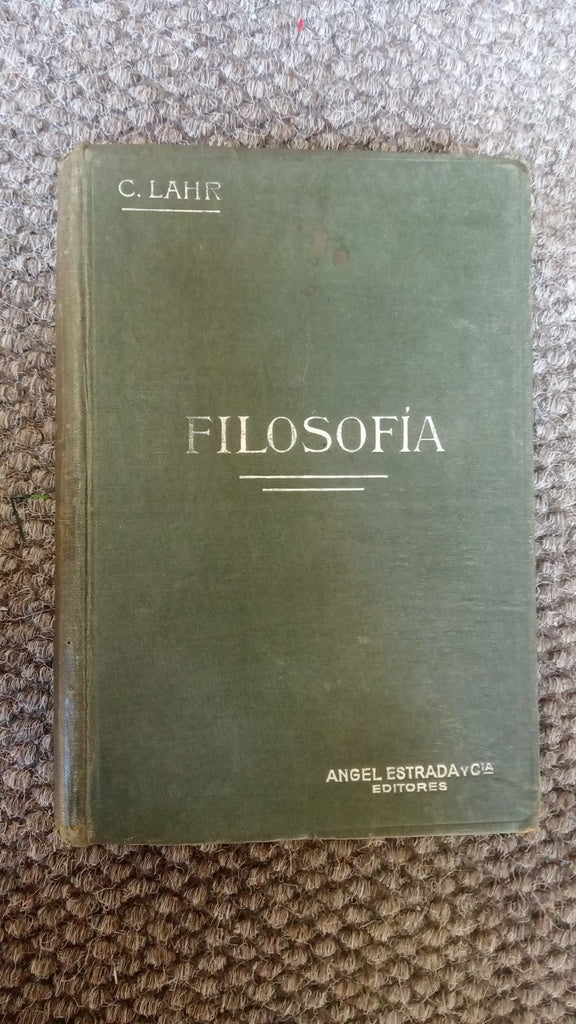 C. LAHR
FILOSOFÍA
ANGEL ESTRADA Y CIA
EDITORES